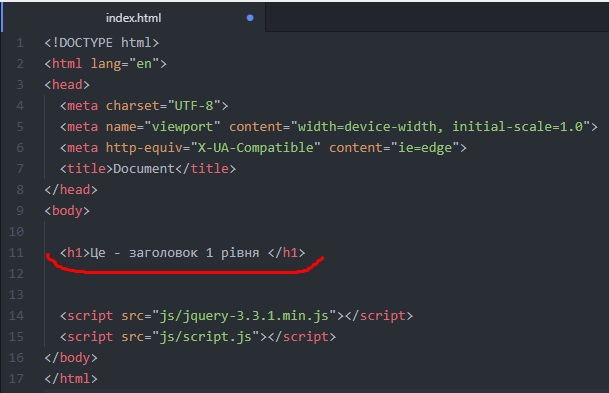 index.html
1 <!DOCTYPE html>
2 <html lang="en">
3 <head>
4 <meta charset="UTF-8">
5 <meta name="viewport" content="width=device-width, initial-scale=1.0">
6 <meta http-equiv="X-UA-Compatible" content="ie=edge">
7 <title>Document</title>
8 </head>
9 <body>
10
11 <h1>Це - заголовок 1 рівня </h1>
12
13
14 <script src="js/jquery-3.3.1.min.js"></script>
15 <script src="js/script.js"></script>
16 </body>
17 </html>